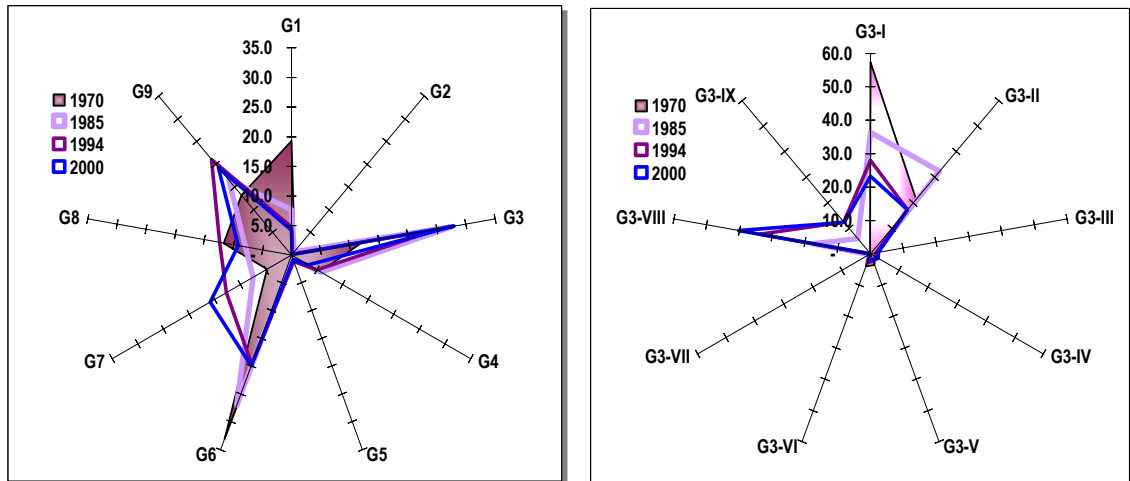 G1
35.0
30.0
25.0
20.0
15.0
10.0
5.0
-
G2
G3
G4
G5
G6
G7
G8
G9
1970
1985
1994
2000
G3-I
60.0
50.0
40.0
30.0
20.0
10.0
-
G3-II
G3-III
G3-IV
G3-V
G3-VI
G3-VII
G3-VIII
G3-IX
1970
1985
1994
2000